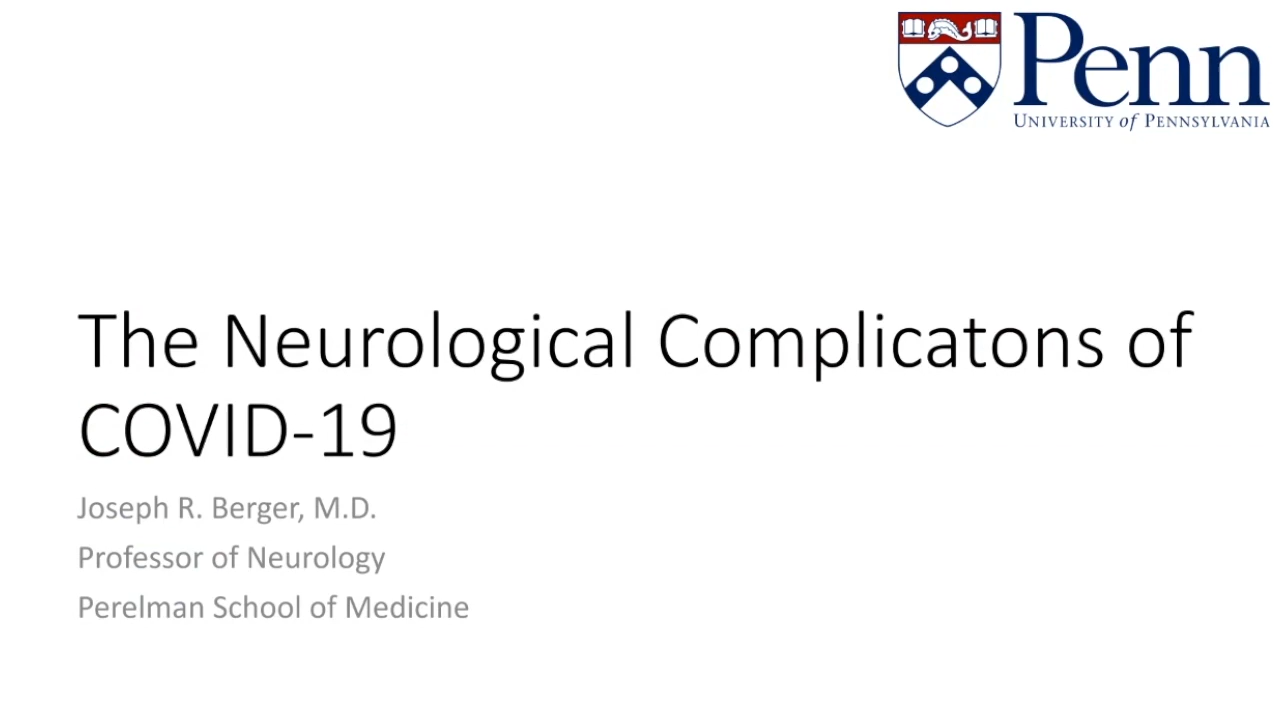 Penn
UNIVERSITY of PENNSYLVANIA
The Neurological Complicatons of
COVID-19
Joseph R. Berger, M.D.
Professor of Neurology
Perelman School of Medicine